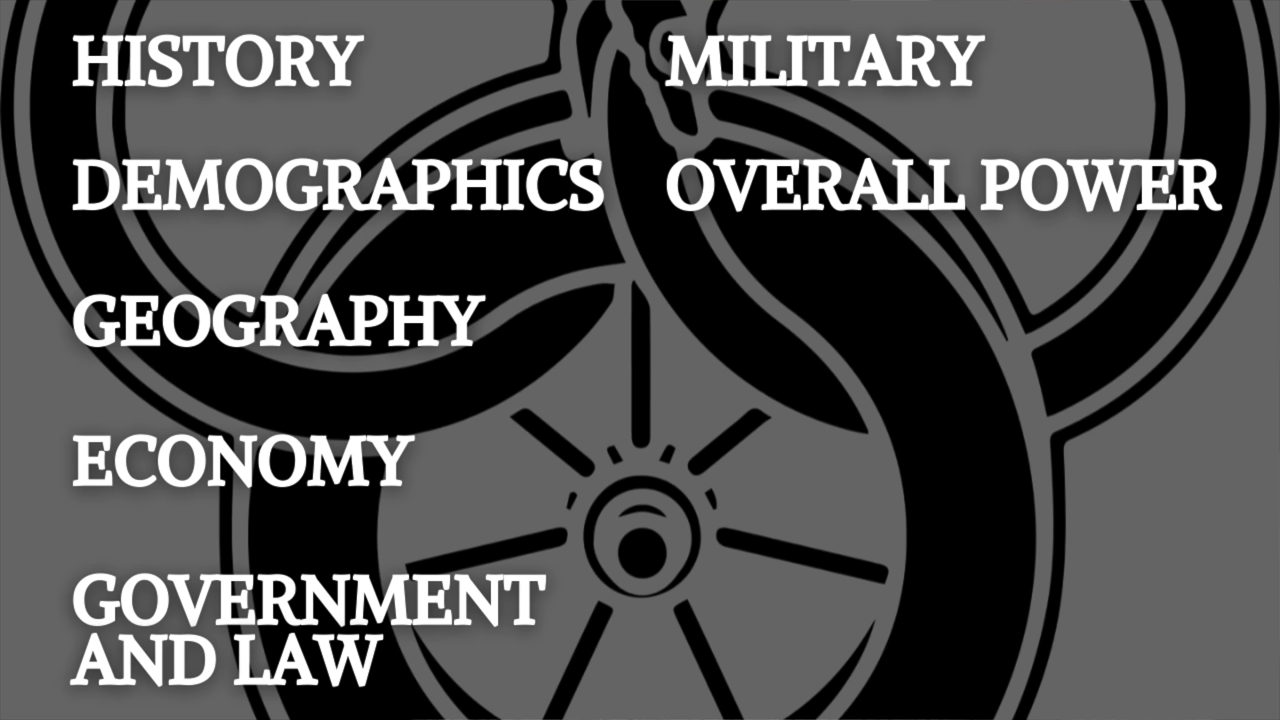 HISTORY
DEMOGRAPHICS
GEOGRAPHY
ECONOMY
GOVERNMENT
AND LAW
MILITARY
OVERALL POWER